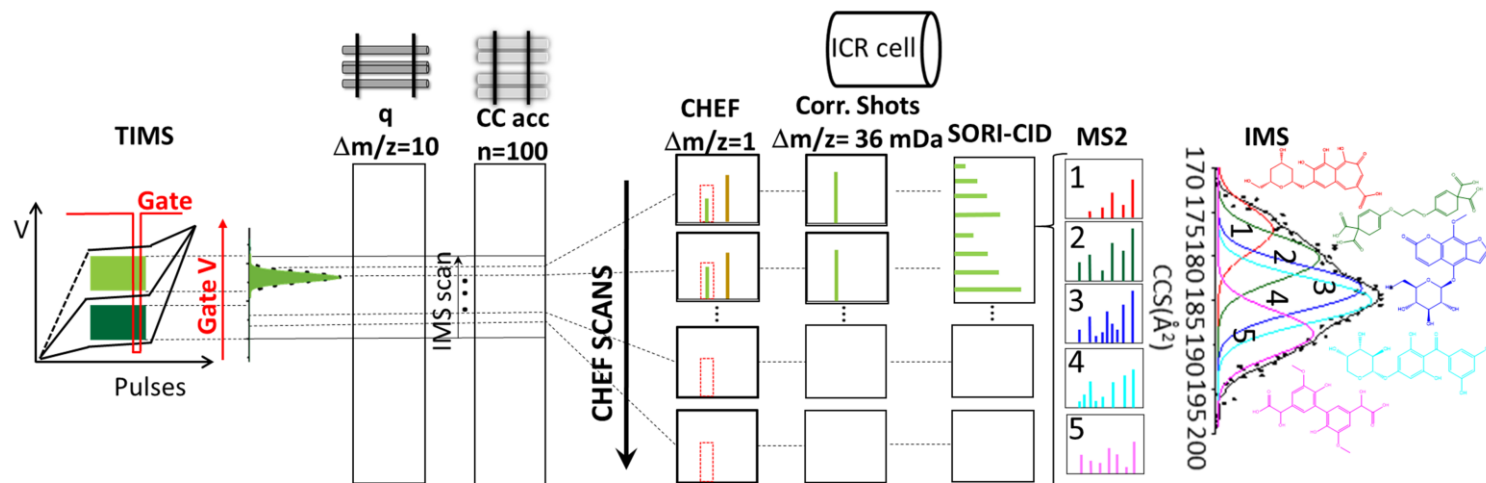 ICR cell
q
Δm/z=10
CC acc
n=100
CHEF
Δm/z=1
Corr. Shots
Δm/z= 36 mDa
SORI-CID
MS2
IMS
TIMS
Gate
V
Gate V
Pulses
IMS scan
CHEF SCANS
1
2
3
4
5
CCS(Å²)
170
175
180
185
190
195
200
1
2
3
4
5